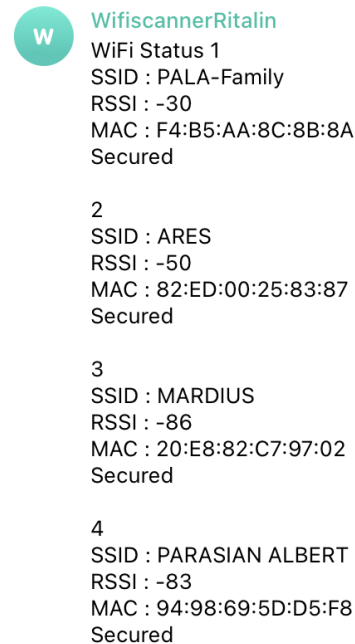 W
WifiscannerRitalin
WiFi Status 1
SSID : PALA-Family
RSSI : -30
MAC : F4:B5:AA:8C:8B:8A
Secured
2
SSID : ARES
RSSI : -50
MAC : 82:ED:00:25:83:87
Secured
3
SSID : MARDIUS
RSSI : -86
MAC : 20:E8:82:C7:97:02
Secured
4
SSID : PARASIAN ALBERT
RSSI : -83
MAC : 94:98:69:5D:D5:F8
Secured